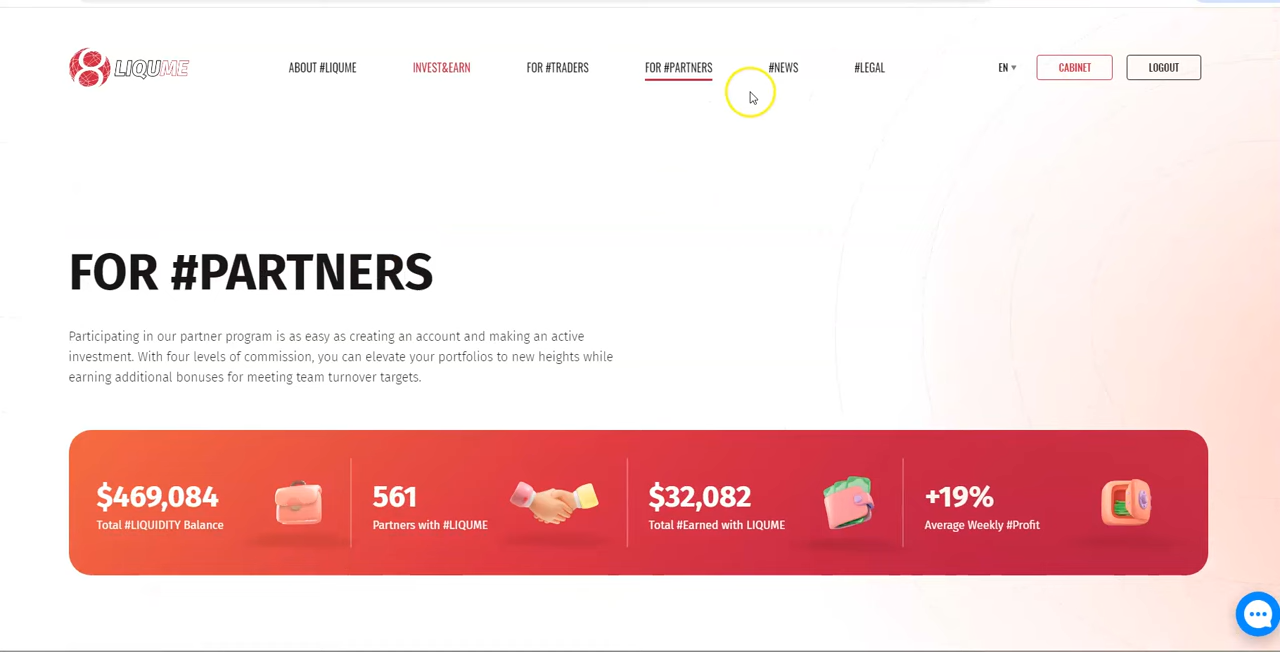 8 LIQUME
ABOUT #LIQUME
INVEST&EARN
FOR #TRADERS
FOR #PARTNERS
#NEWS
#LEGAL
EN
CABINET
LOGOUT
FOR #PARTNERS
Participating in our partner program is as easy as creating an account and making an active
investment. With four levels of commission, you can elevate your portfolios to new heights while
earning additional bonuses for meeting team turnover targets.
$469,084
Total #LIQUIDITY Balance
561
Partners with #LIQUME
$32,082
Total #Earned with LIQUME
+19%
Average Weekly #Profit